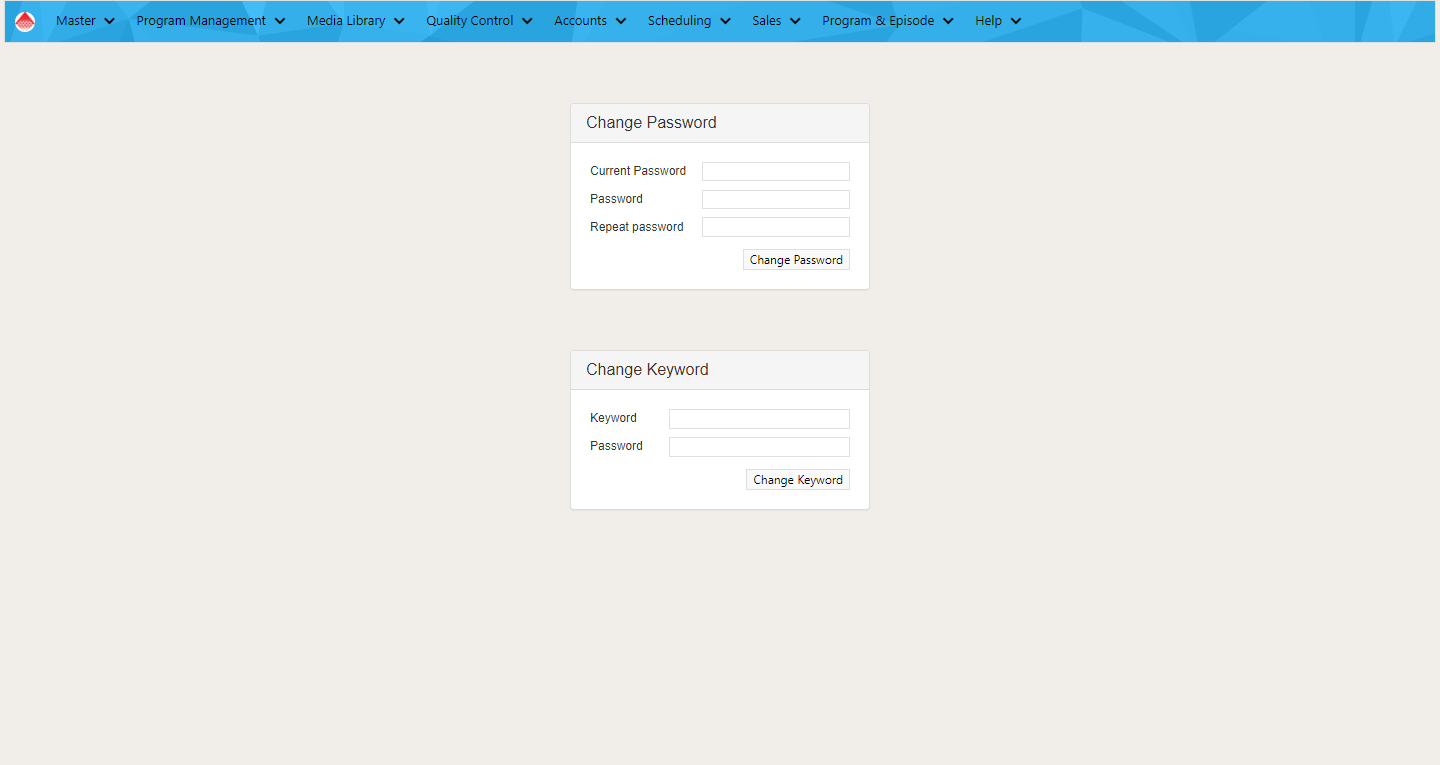 Master Program Management Media Library Quality Control Accounts Scheduling Sales Program & Episode Help
Change Password
Current Password
Password
Repeat password
Change Password
Change Keyword
Keyword
Password
Change Keyword